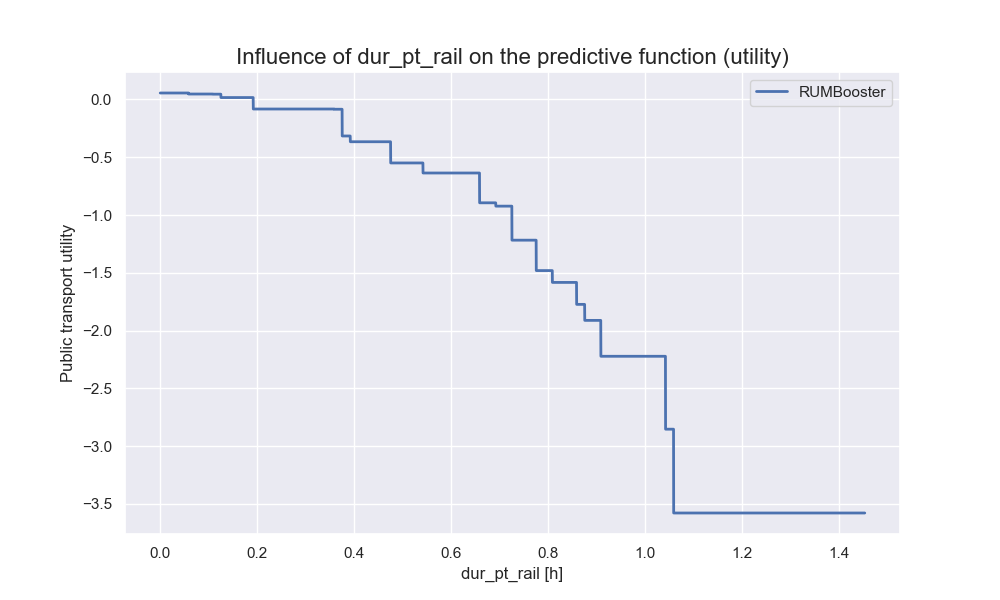 Influence of dur_pt_rail on the predictive function (utility)
RUMBooster
Public transport utility
0.0
−0.5
−1.0
−1.5
−2.0
−2.5
−3.0
−3.5
0.0 0.2 0.4 0.6 0.8 1.0 1.2 1.4
dur_pt_rail [h]